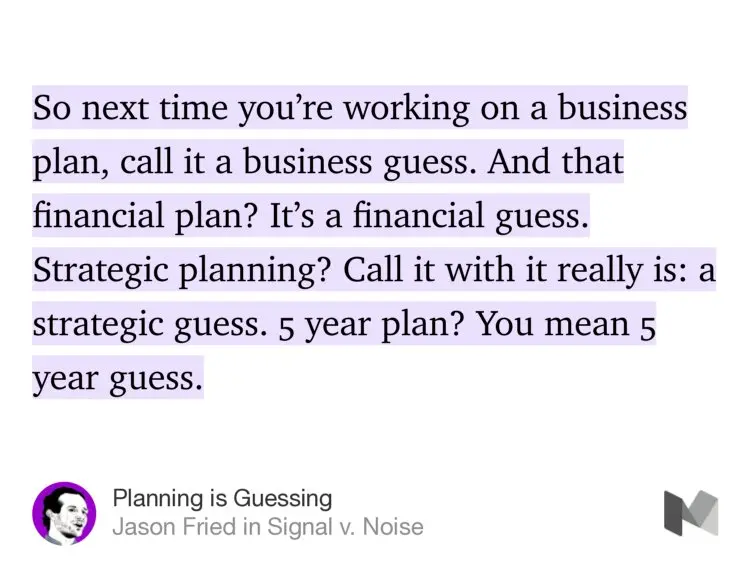 So next time you’re working on a business
plan, call it a business guess. And that
financial plan? It’s a financial guess.
Strategic planning? Call it with it really is: a
strategic guess. 5 year plan? You mean 5
year guess.
Planning is Guessing
Jason Fried in Signal v. Noise